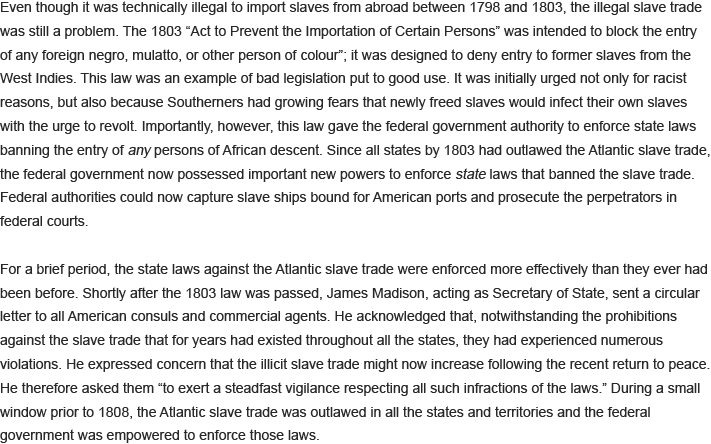 Even though it was technically illegal to import slaves from abroad between 1798 and 1803, the illegal slave trade
was still a problem. The 1803 “Act to Prevent the Importation of Certain Persons” was intended to block the entry
of any foreign negro, mulatto, or other person of colour”; it was designed to deny entry to former slaves from the
West Indies. This law was an example of bad legislation put to good use. It was initially urged not only for racist
reasons, but also because Southerners had growing fears that newly freed slaves would infect their own slaves
with the urge to revolt. Importantly, however, this law gave the federal government authority to enforce state laws
banning the entry of any persons of African descent. Since all states by 1803 had outlawed the Atlantic slave trade,
the federal government now possessed important new powers to enforce state laws that banned the slave trade.
Federal authorities could now capture slave ships bound for American ports and prosecute the perpetrators in
federal courts.
For a brief period, the state laws against the Atlantic slave trade were enforced more effectively than they ever had
been before. Shortly after the 1803 law was passed, James Madison, acting as Secretary of State, sent a circular
letter to all American consuls and commercial agents. He acknowledged that, notwithstanding the prohibitions
against the slave trade that for years had existed throughout all the states, they had experienced numerous
violations. He expressed concern that the illicit slave trade might now increase following the recent return to peace.
He therefore asked them “to exert a steadfast vigilance respecting all such infractions of the laws.” During a small
window prior to 1808, the Atlantic slave trade was outlawed in all the states and territories and the federal
government was empowered to enforce those laws.